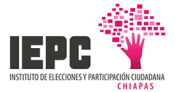 IEPC
INSTITUTO DE ELECCIONES Y PARTICIPACIÓN CIUDADANA
CHIAPAS